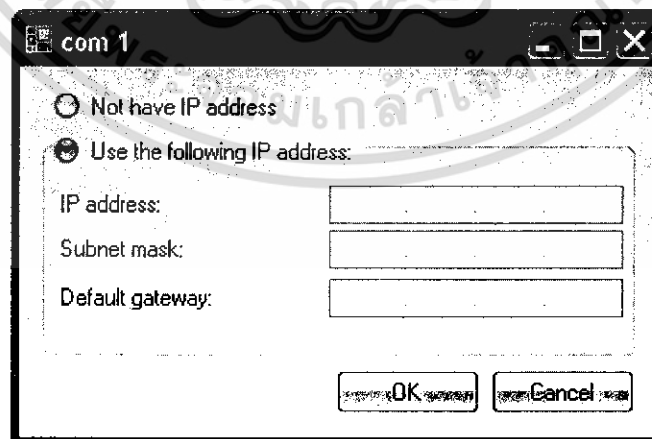 com 1
Not have IP address
Use the following IP address:
IP address:
Subnet mask:
Default gateway:
OK
Cancel